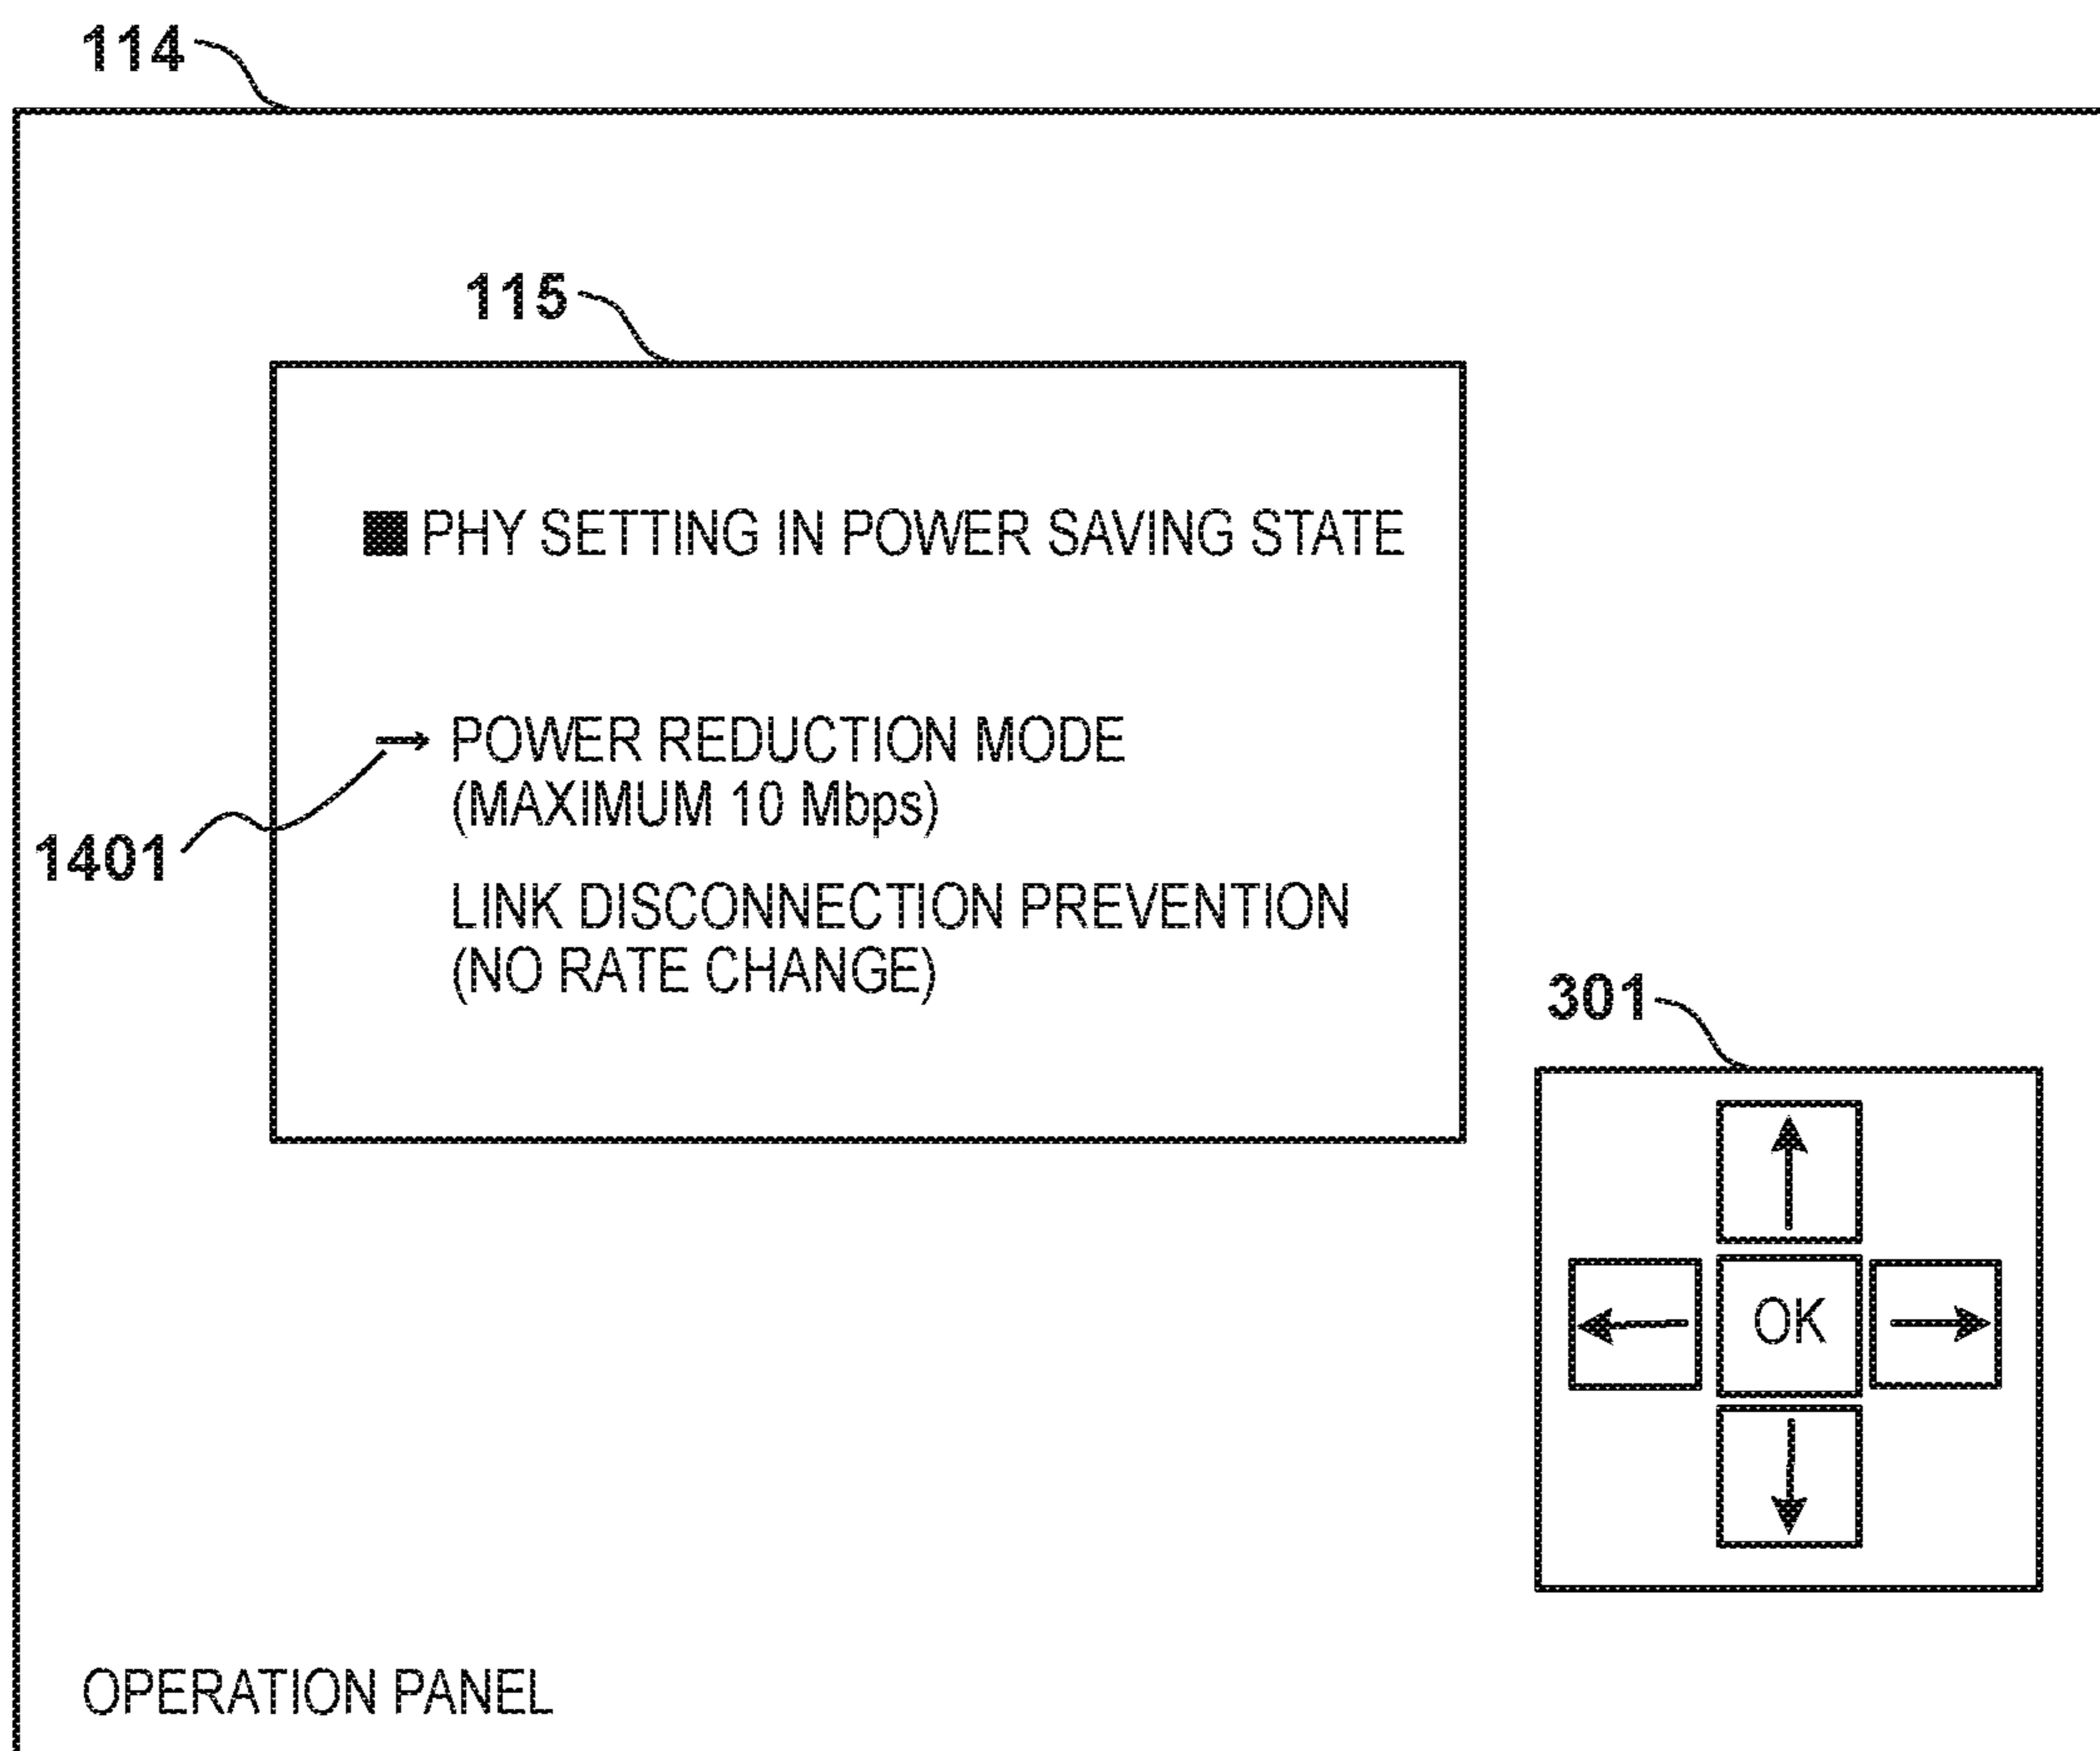 114
115
■ PHY SETTING IN POWER SAVING STATE
→ POWER REDUCTION MODE
(MAXIMUM 10 Mbps)
1401
LINK DISCONNECTION PREVENTION
(NO RATE CHANGE)
301
OK
OPERATION PANEL